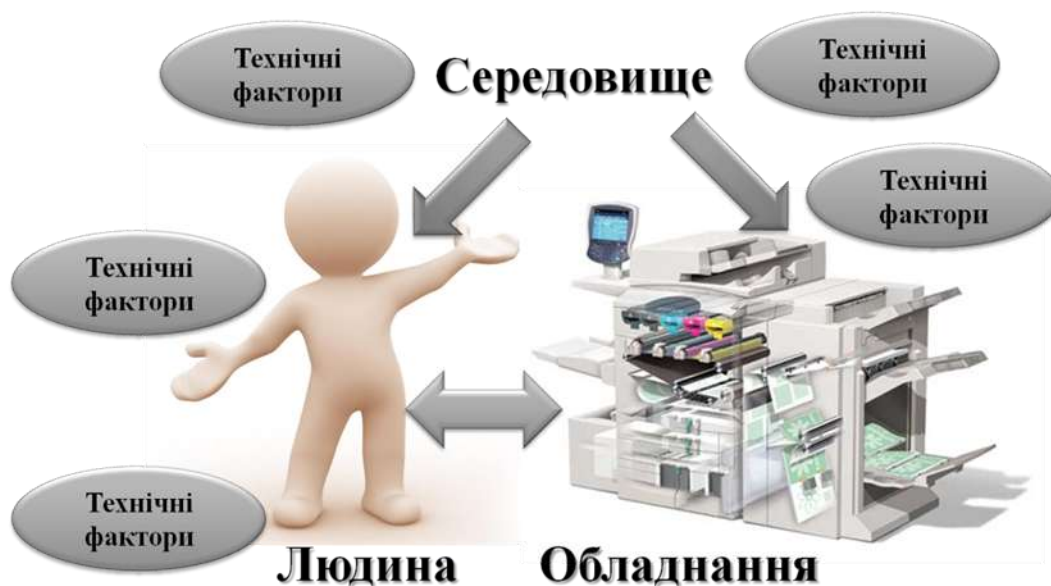 Технічні
фактори
Середовище
Технічні
фактори
Технічні
фактори
Технічні
фактори
Технічні
фактори
Людина
Обладнання